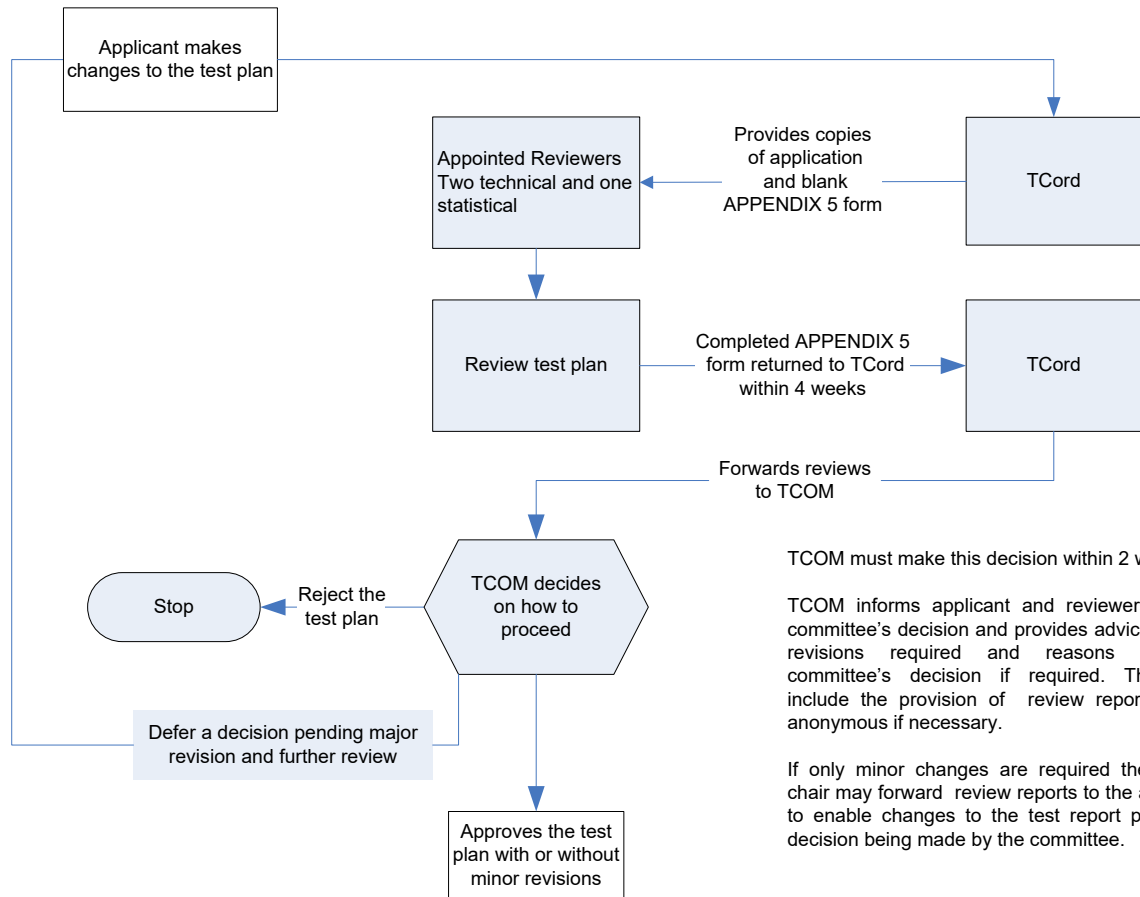 Applicant makes
changes to the test plan
Provides copies
of application
and blank
APPENDIX 5 form
Appointed Reviewers
Two technical and one
statistical
TCord
Review test plan
Completed APPENDIX 5
form returned to TCord
within 4 weeks
TCord
Forwards reviews
to TCOM
TCOM decides
on how to
proceed
Reject the
test plan
Stop
Defer a decision pending major
revision and further review
Approves the test
plan with or without
minor revisions
TCOM must make this decision within 2
TCOM informs applicant and
committee's decision and provides
revisions required and reasons
committee's decision if required.
include the provision of review
anonymous if necessary.
If only minor changes are required
chair may forward review reports to the
to enable changes to the test report
decision being made by the committee.